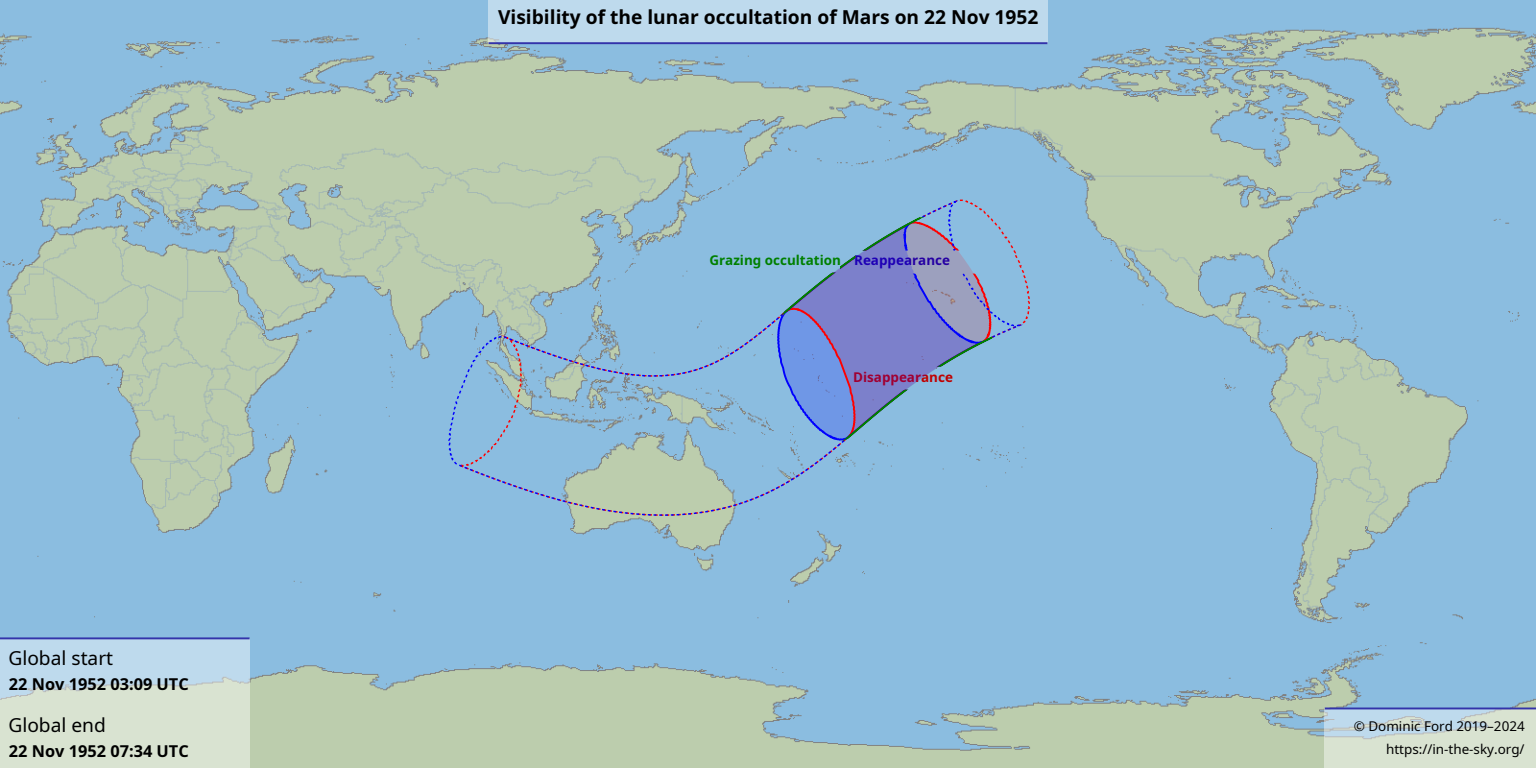 Visibility of the lunar occultation of Mars on 22 Nov 1952
Grazing occultation
Reappearance
Disappearance
Global start
22 Nov 1952 03:09 UTC
Global end
22 Nov 1952 07:34 UTC
© Dominic Ford 2019–2024
https://in-the-sky.org/